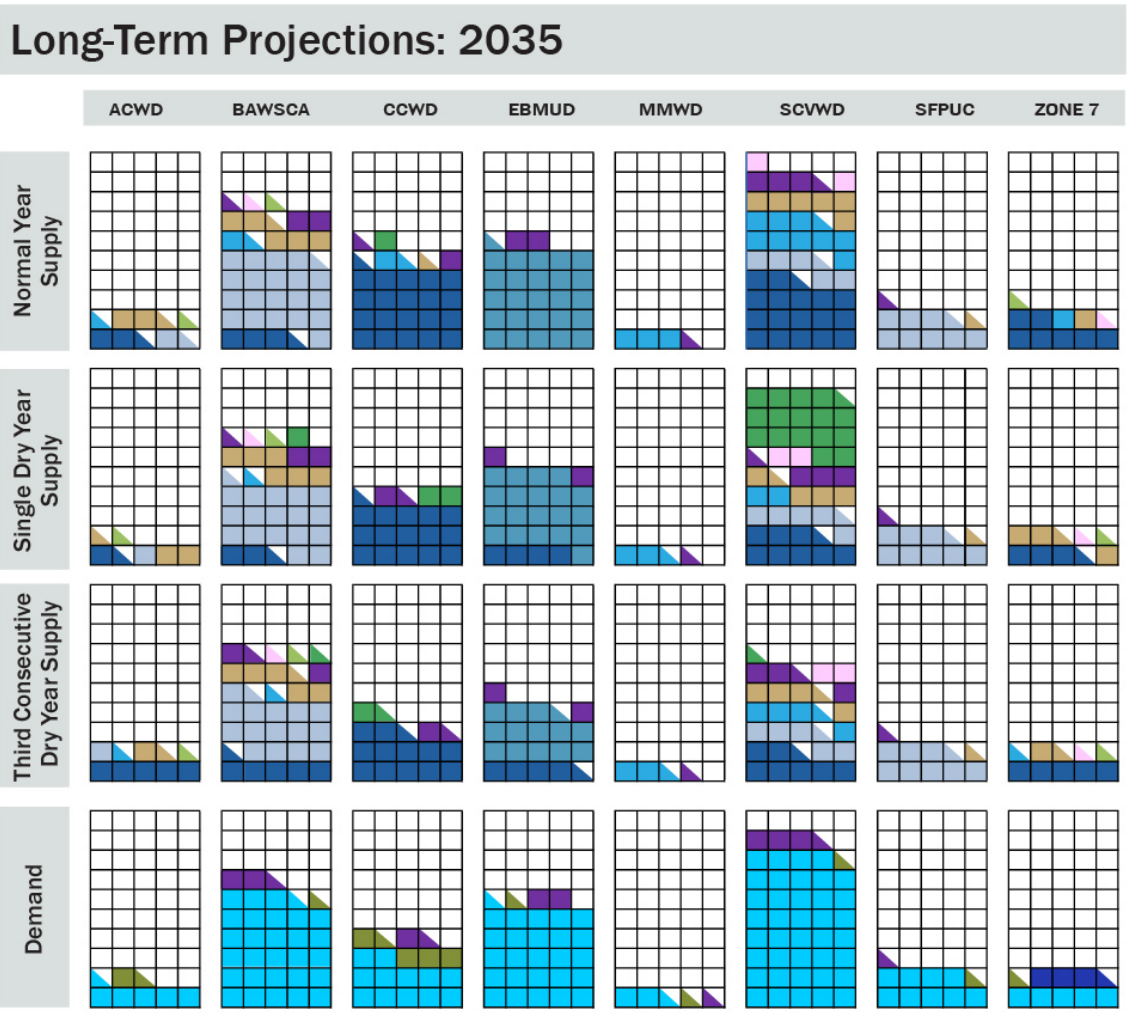 Long-Term Projections: 2035
ACWD BAWSCA CCWD EBMUD MMWD SCVWD SFPUC ZONE 7
Normal Year
Supply
Single Dry Year
Supply
Third Consecutive
Dry Year Supply
Demand